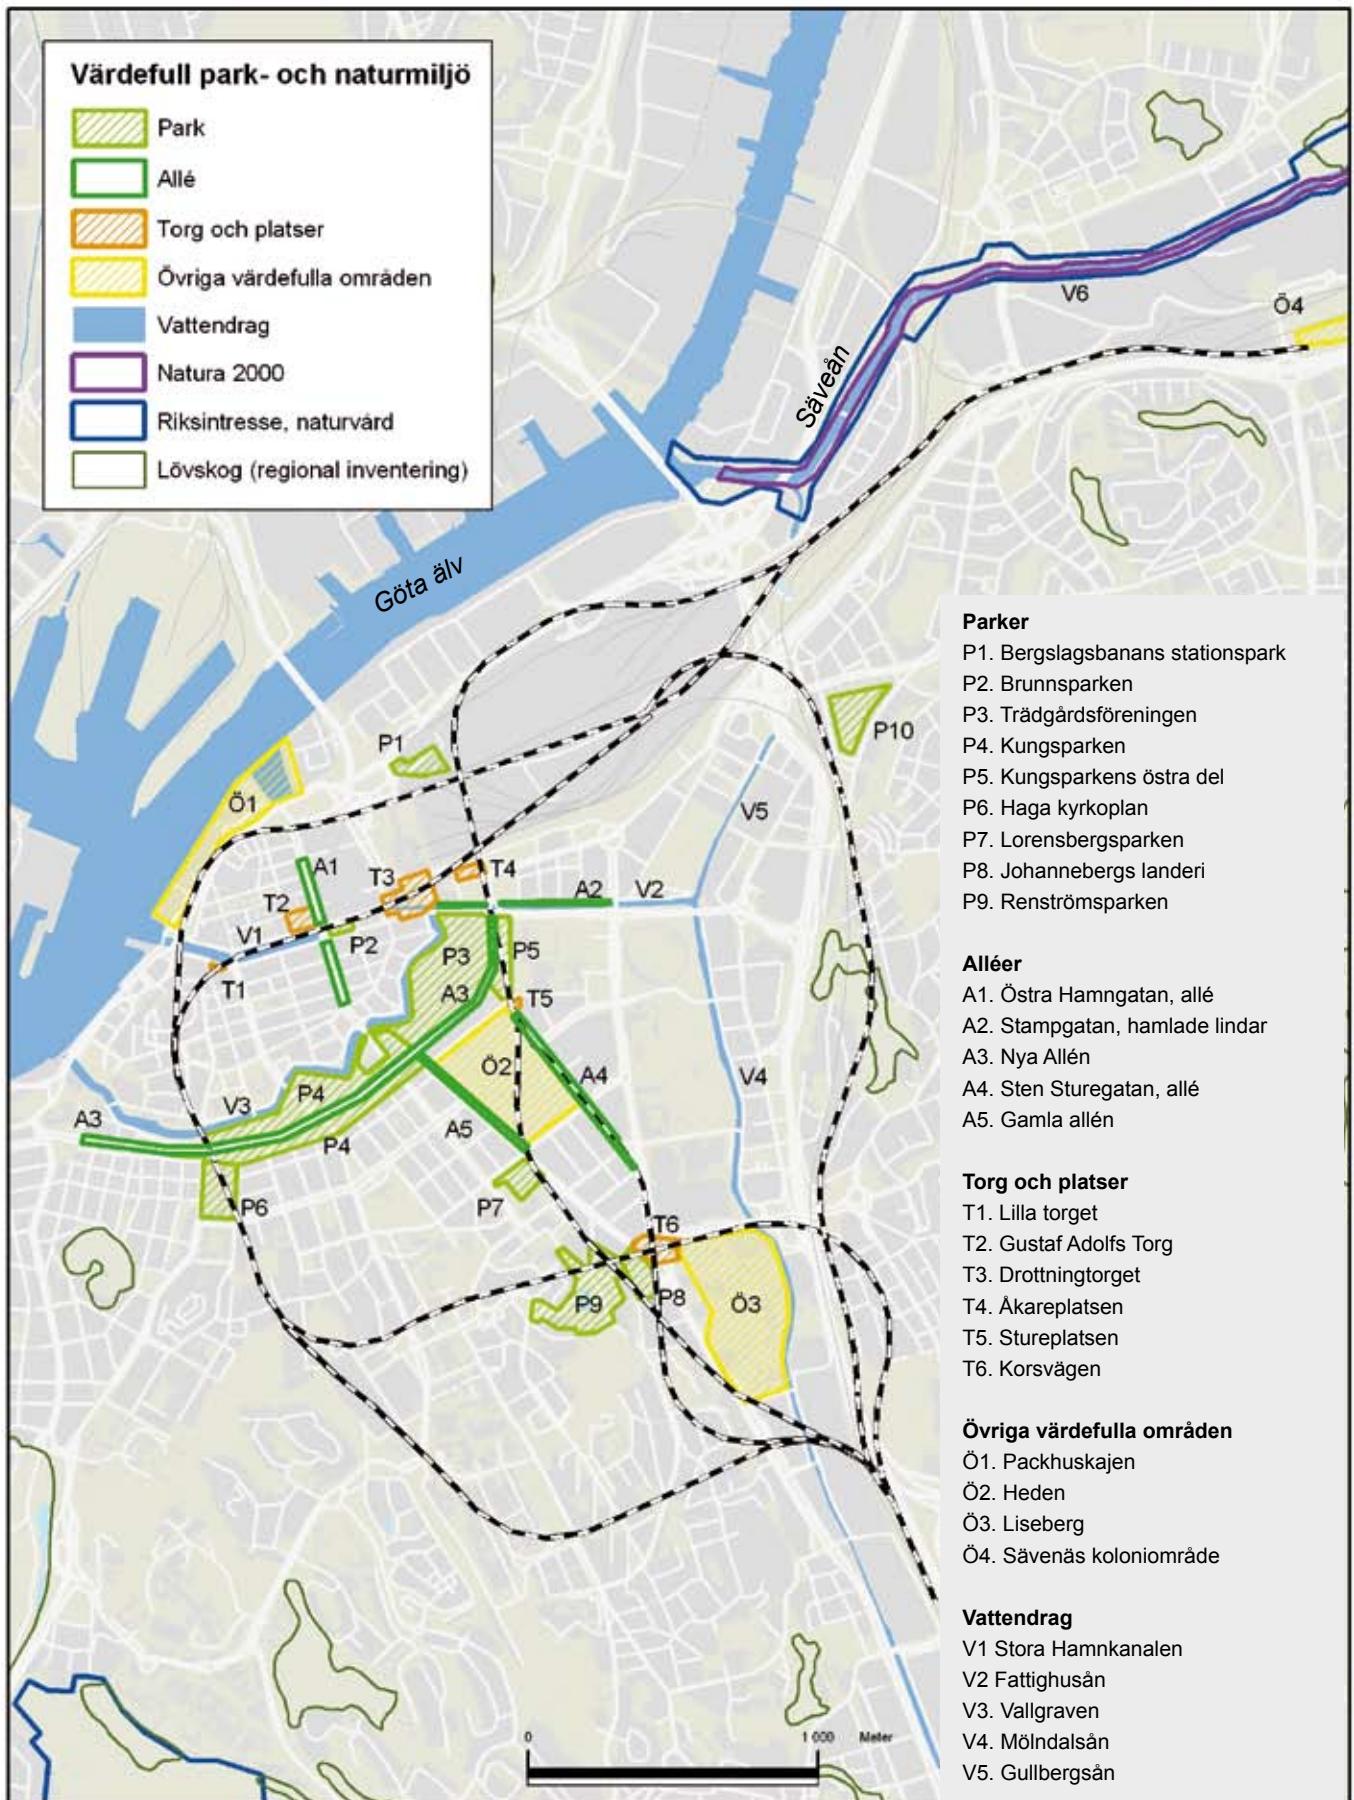 Värdefull park- och naturmiljö
Park
Allé
Torg och platser
Övriga värdefulla områden
Vattendrag
Natura 2000
Riksintresse, naturvård
Lövskog (regional inventering)
V6
Ö4
Säveån
Göta älv
P1
P10
Ö1
V5
A1
T3
T4
T2
A2
V2
V1
P2
P3
P5
T1
A3
T5
Ö2
A4
V4
V3
P4
A3
A5
P4
P6
P7
T6
P9
P8
Ö3
0
1 000
Meter
Parker
P1. Bergslagsbanans stationspark
P2. Brunnsparken
P3. Trädgårdsföreningen
P4. Kungsparken
P5. Kungsparkens östra del
P6. Haga kyrkoplan
P7. Lorensbergsparken
P8. Johannebergs landeri
P9. Renströmsparken
Alléer
A1. Östra Hamngatan, allé
A2. Stampgatan, hamlade lindar
A3. Nya Allén
A4. Sten Sturegatan, allé
A5. Gamla allén
Torg och platser
T1. Lilla torget
T2. Gustaf Adolfs Torg
T3. Drottningtorget
T4. Åkareplatsen
T5. Stureplatsen
T6. Korsvägen
Övriga värdefulla områden
Ö1. Packhuskajen
Ö2. Heden
Ö3. Liseberg
Ö4. Sävenäs koloniområde
Vattendrag
V1 Stora Hamnkanalen
V2 Fattighusån
V3. Vallgraven
V4. Mölndalsån
V5. Gullbergsån